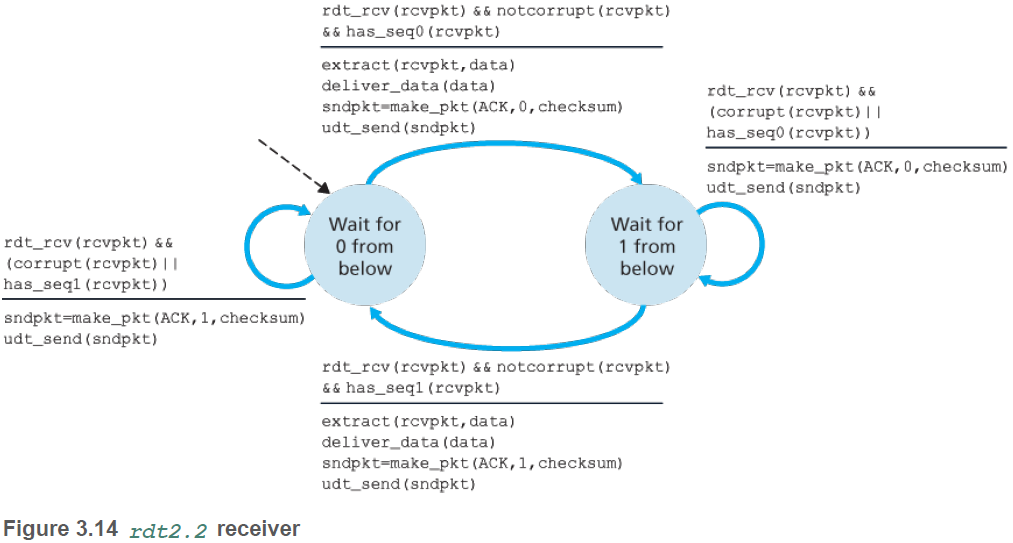 rdt_rcv(rcvpkt) && notcorrupt(rcvpkt)
&& has_seq0(rcvpkt)
extract(rcvpkt,data)
deliver_data(data)
sndpkt=make_pkt(ACK,0,checksum)
udt_send(sndpkt)
rdt_rcv(rcvpkt) &&
(corrupt(rcvpkt)||
has_seq0(rcvpkt))
sndpkt=make_pkt(ACK,0,checksum)
udt_send(sndpkt)
Wait for
0 from
below
Wait for
1 from
below
rdt_rcv(rcvpkt) &&
(corrupt(rcvpkt)||
has_seq1(rcvpkt))
sndpkt=make_pkt(ACK,1,checksum)
udt_send(sndpkt)
rdt_rcv(rcvpkt) && notcorrupt(rcvpkt)
&& has_seq1(rcvpkt)
extract(rcvpkt,data)
deliver_data(data)
sndpkt=make_pkt(ACK,1,checksum)
udt_send(sndpkt)
Figure 3.14 rdt2.2 receiver